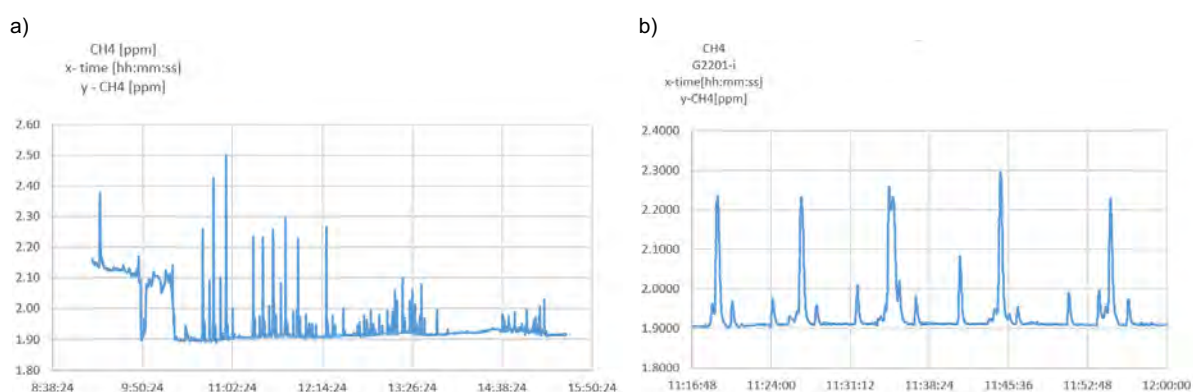 a)
CH4 [ppm]
x- time [hh:mm:ss)
y - CH4 [ppm]
2.60
2.50
2.40
2.30
2.20
2.10
2.00
1.90
1.80
8:38:24 9:50:24 11:02:24 12:14:24 13:26:24 14:38:24 15:50:24
b)
CH4
G2201-i
x-time[hh:mm:ss]
y-CH4[ppm]
2.4000
2.3000
2.2000
2.1000
2.0000
1.9000
1.8000
11:16:48 11:24:00 11:31:12 11:38:24 11:45:36 11:52:48 12:00:00